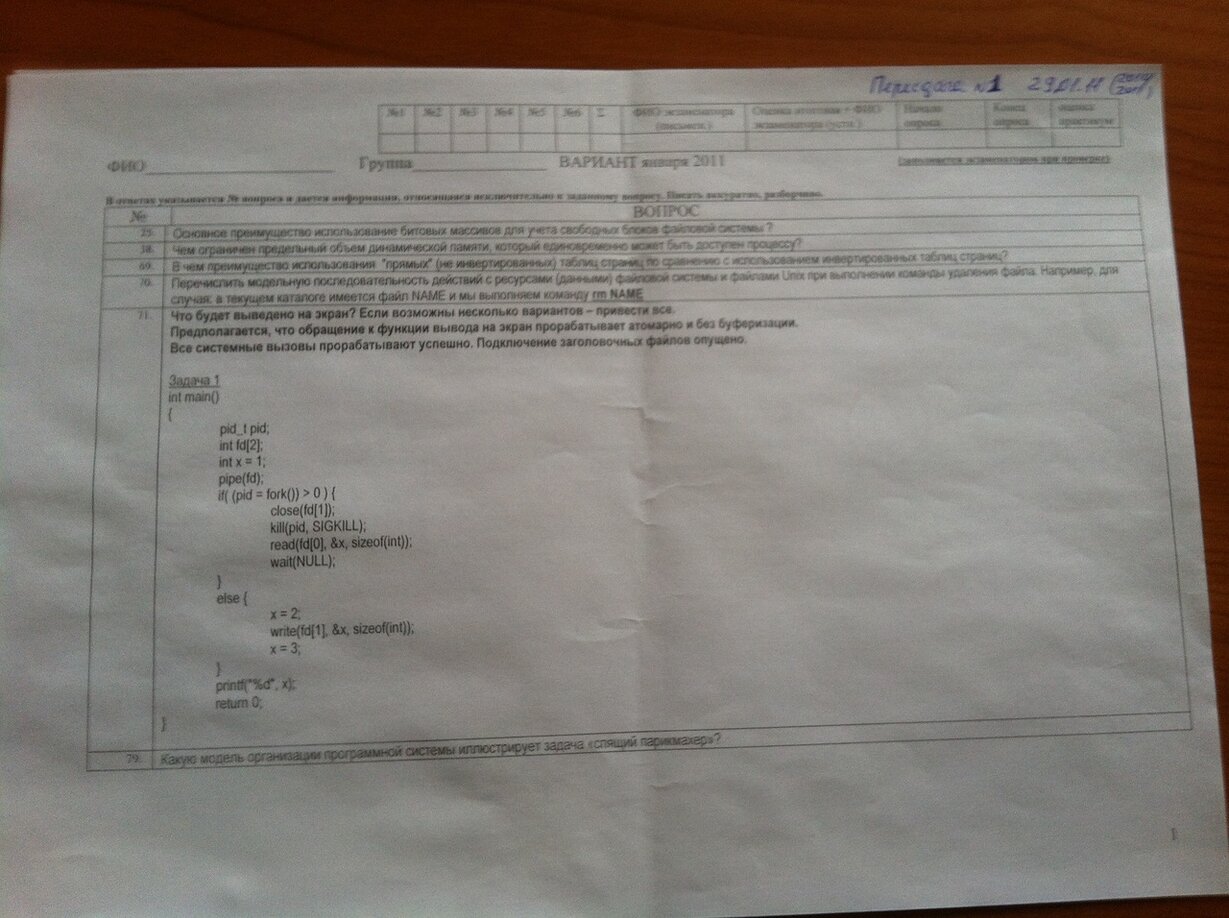 Пересдача №1 29.01.11 (2010/2011)
№1 №2 №3 №4 №5 №6 Σ ФИО экзаменатора (письмен.) Оценка итоговая + ФИО экзаменатора (устн.) Начало опроса Конец опроса оценка практикум
ФИО____________________ Группа________________ ВАРИАНТ января 2011 (заполняется экзаменатором при проверке)
В ответах указывается № вопроса и дается информация, относящаяся исключительно к заданному вопросу. Писать аккуратно, разборчиво.
№ ВОПРОС
25. Основное преимущество использование битовых массивов для учета свободных блоков файловой системы?
38. Чем ограничен предельный объем динамической памяти, который единовременно может быть доступен процессу?
69. В чем преимущество использования "прямых" (не инвертированных) таблиц страниц по сравнению с использованием инвертированных таблиц страниц?
70. Перечислить модельную последовательность действий с ресурсами (данными) файловой системы и файлами Unix при выполнении команды удаления файла. Например, для
случая: в текущем каталоге имеется файл NAME и мы выполняем команду rm NAME
71. Что будет выведено на экран? Если возможны несколько вариантов – привести все.
Предполагается, что обращение к функции вывода на экран прорабатывает атомарно и без буферизации.
Все системные вызовы прорабатывают успешно. Подключение заголовочных файлов опущено.
Задача 1
int main()
{
pid_t pid;
int fd[2];
int x = 1;
pipe(fd);
if( (pid = fork()) > 0 ) {
close(fd[1]);
kill(pid, SIGKILL);
read(fd[0], &x, sizeof(int));
wait(NULL);
}
else {
x = 2;
write(fd[1], &x, sizeof(int));
x = 3;
}
printf("%d", x);
return 0;
}
79. Какую модель организации программной системы иллюстрирует задача «спящий парикмахер»?
1